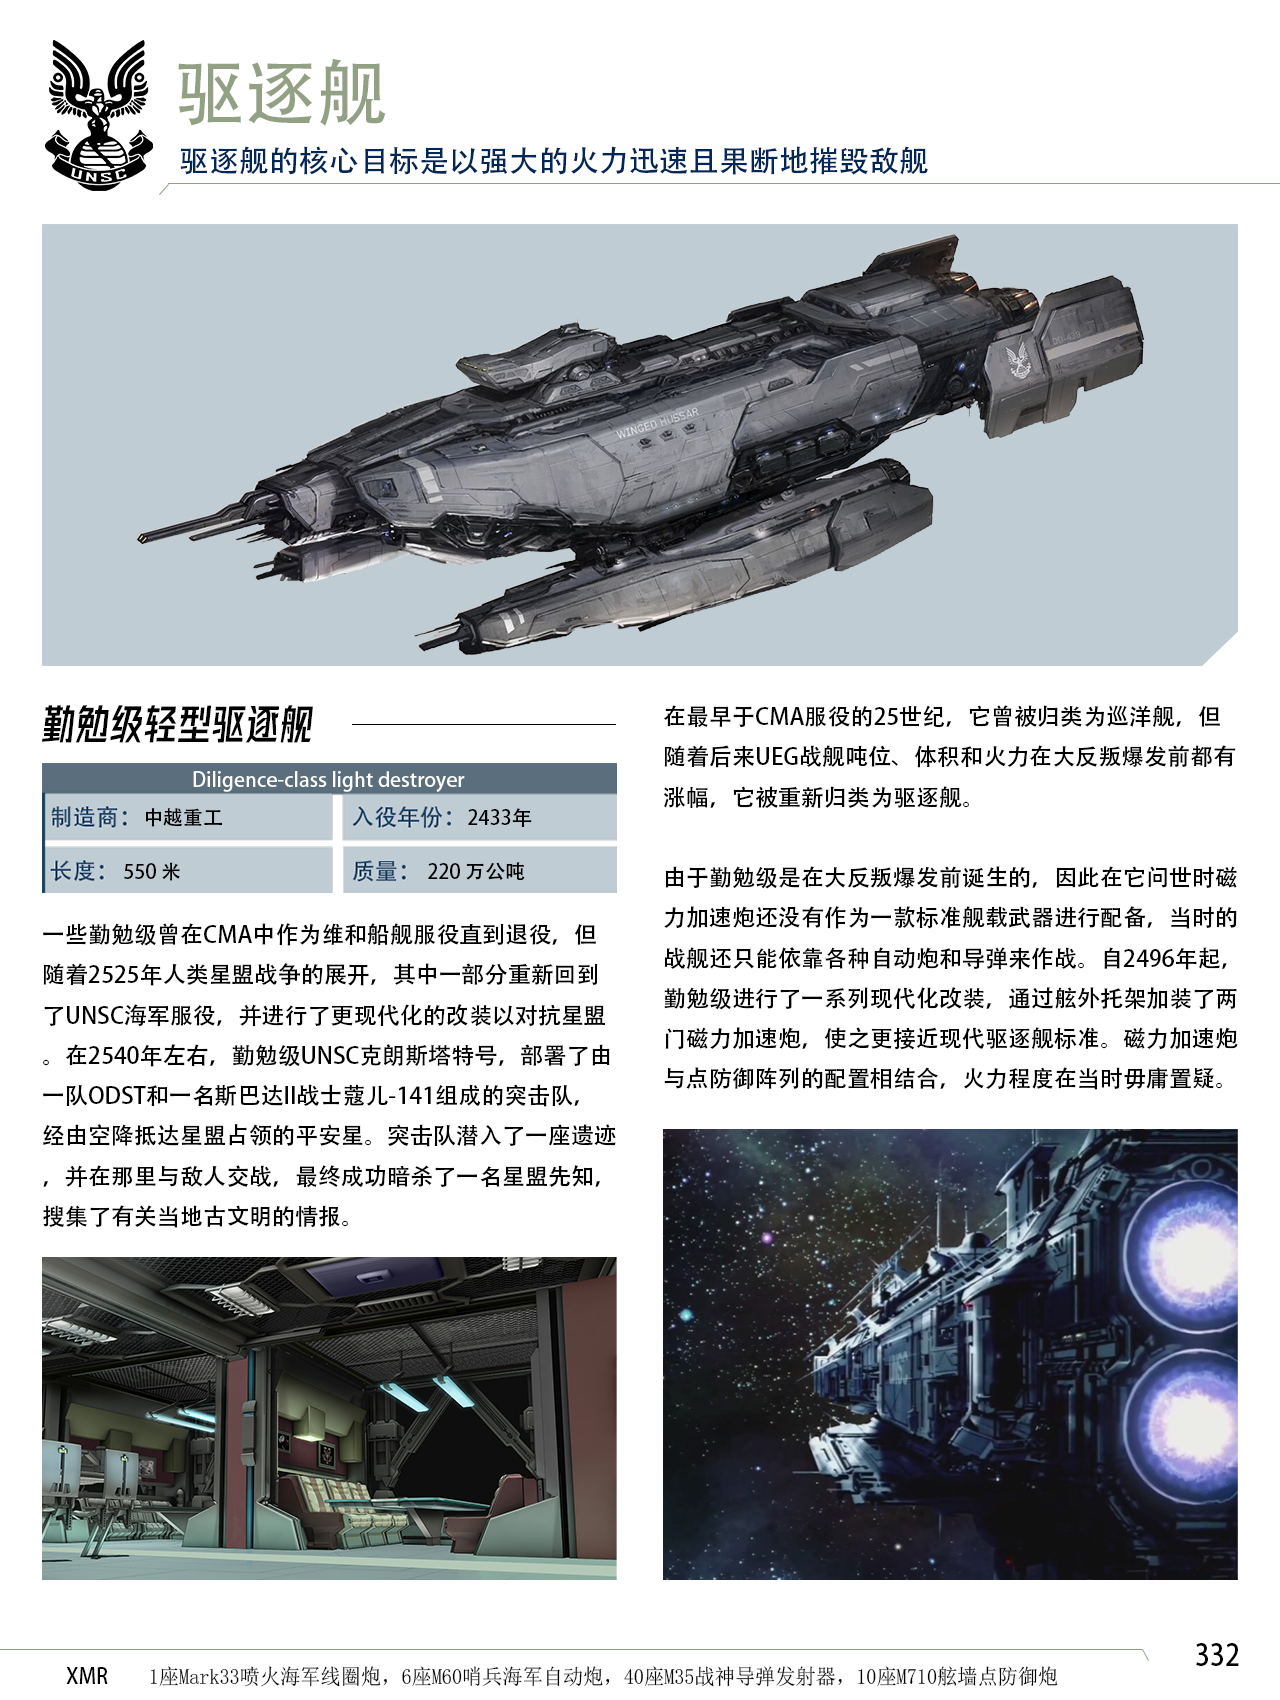 UNSC
驱逐舰
驱逐舰的核心目标是以强大的火力迅速且果断地摧毁敌舰
WINGED HUSSAR
DD-439
勤勉级轻型驱逐舰
Diligence-class light destroyer
制造商：中越重工
入役年份：2433年
长度：550 米
质量：220 万公吨
一些勤勉级曾在CMA中作为维和船舰服役直到退役，但
随着2525年人类星盟战争的展开，其中一部分重新回到
了UNSC海军服役，并进行了更现代化的改装以对抗星盟
。在2540年左右，勤勉级UNSC克朗斯塔特号，部署了由
一队ODST和一名斯巴达II战士蔻儿-141组成的突击队，
经由空降抵达星盟占领的平安星。突击队潜入了一座遗迹
，并在那里与敌人交战，最终成功暗杀了一名星盟先知，
搜集了有关当地古文明的情报。
在最早于CMA服役的25世纪，它曾被归类为巡洋舰，但
随着后来UEG战舰吨位、体积和火力在大反叛爆发前都有
涨幅，它被重新归类为驱逐舰。
由于勤勉级是在大反叛爆发前诞生的，因此在它问世时磁
力加速炮还没有作为一款标准舰载武器进行配备，当时的
战舰还只能依靠各种自动炮和导弹来作战。自2496年起，
勤勉级进行了一系列现代化改装，通过舷外托架加装了两
门磁力加速炮，使之更接近现代驱逐舰标准。磁力加速炮
与点防御阵列的配置相结合，火力程度在当时毋庸置疑。
332
XMR 1座Mark33喷火海军线圈炮，6座M60哨兵海军自动炮，40座M35战神导弹发射器，10座M710舷墙点防御炮